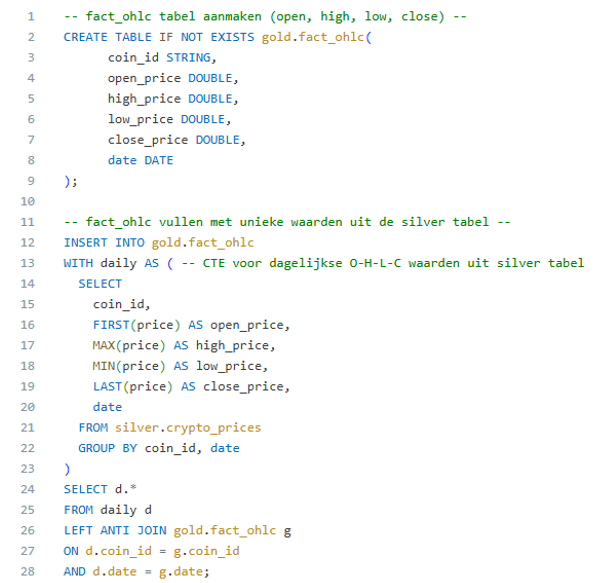 1 -- fact_ohlc tabel aanmaken (open, high, low, close) --
2 CREATE TABLE IF NOT EXISTS gold.fact_ohlc(
3 coin_id STRING,
4 open_price DOUBLE,
5 high_price DOUBLE,
6 low_price DOUBLE,
7 close_price DOUBLE,
8 date DATE
9 );
10
11 -- fact_ohlc vullen met unieke waarden uit de silver tabel --
12 INSERT INTO gold.fact_ohlc
13 WITH daily AS ( -- CTE voor dagelijkse O-H-L-C waarden uit silver tabel
14 SELECT
15 coin_id,
16 FIRST(price) AS open_price,
17 MAX(price) AS high_price,
18 MIN(price) AS low_price,
19 LAST(price) AS close_price,
20 date
21 FROM silver.crypto_prices
22 GROUP BY coin_id, date
23 )
24 SELECT d.*
25 FROM daily d
26 LEFT ANTI JOIN gold.fact_ohlc g
27 ON d.coin_id = g.coin_id
28 AND d.date = g.date;